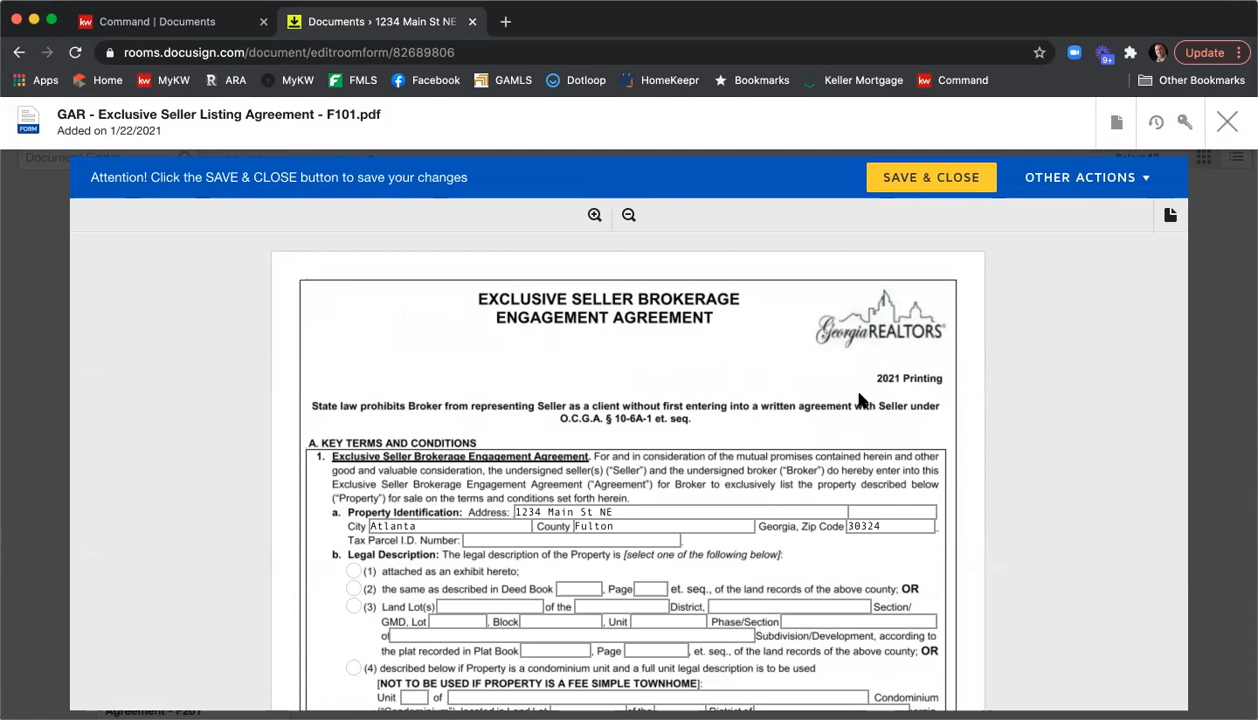 Command | Documents
Documents › 1234 Main St NE
rooms.docusign.com/document/editroomform/82689806
Update
Apps Home kw MyKW R ARA MyKW F FMLS Facebook GAMLS Dotloop HomeKeepr Bookmarks 9+ Keller Mortgage kw Command Other Bookmarks
GAR - Exclusive Seller Listing Agreement - F101.pdf
FORM
Added on 1/22/2021
Attention! Click the SAVE & CLOSE button to save your changes
SAVE & CLOSE
OTHER ACTIONS
EXCLUSIVE SELLER BROKERAGE
ENGAGEMENT AGREEMENT
Georgia REALTORS®
2021 Printing
State law prohibits Broker from representing Seller as a client without first entering into a written agreement with Seller under
O.C.G.A. § 10-6A-1 et. seq.
A. KEY TERMS AND CONDITIONS
1. Exclusive Seller Brokerage Engagement Agreement. For and in consideration of the mutual promises contained herein and other
good and valuable consideration, the undersigned seller(s) (“Seller”) and the undersigned broker (“Broker”) do hereby enter into this
Exclusive Seller Brokerage Engagement Agreement (“Agreement”) for Broker to exclusively list the property described below
(“Property”) for sale on the terms and conditions set forth herein.
a. Property Identification: Address: 1234 Main St NE
City Atlanta County Fulton Georgia, Zip Code 30324
Tax Parcel I.D. Number:
b. Legal Description: The legal description of the Property is [select one of the following below]:
(1) attached as an exhibit hereto;
(2) the same as described in Deed Book , Page et. seq., of the land records of the above county; OR
(3) Land Lot(s) of the District, Section/
GMD, Lot , Block , Unit Phase/Section
of Subdivision/Development, according to
the plat recorded in Plat Book , Page , et. seq., of the land records of the above county; OR
(4) described below if Property is a condominium unit and a full unit legal description is to be used
[NOT TO BE USED IF PROPERTY IS A FEE SIMPLE TOWNHOME]:
Unit of Condominium
Agreement - F201